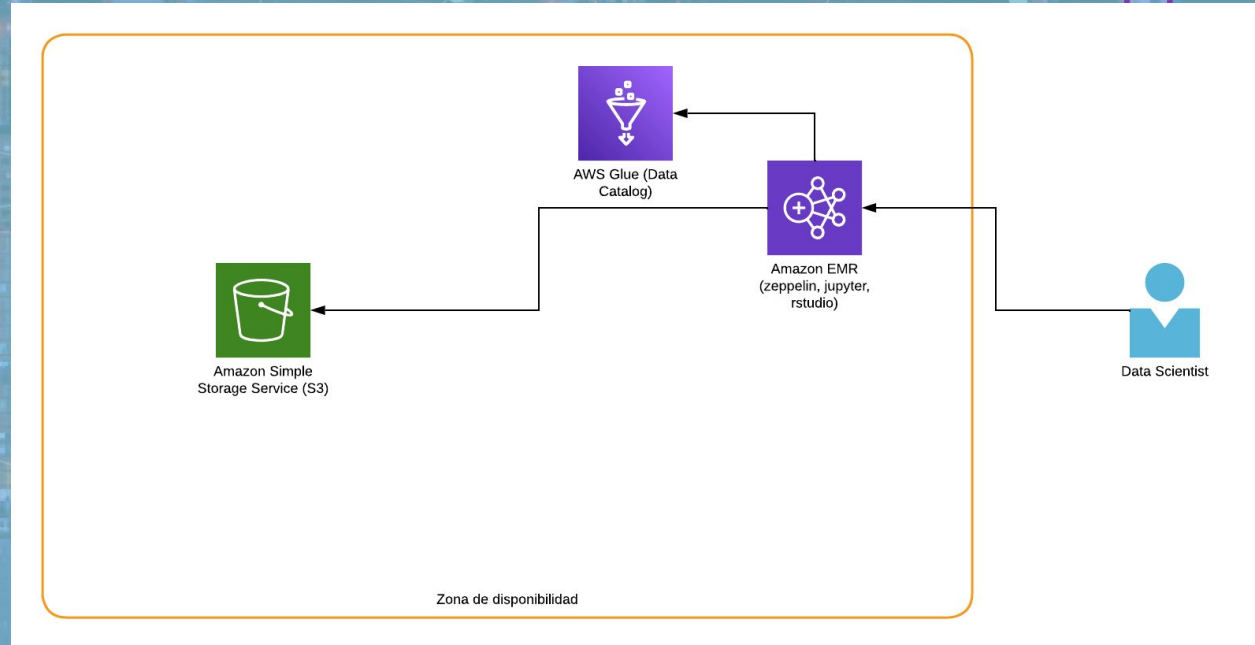 AWS Glue (Data
Catalog)
Amazon EMR
(zeppelin, jupyter,
rstudio)
Amazon Simple
Storage Service (S3)
Data Scientist
Zona de disponibilidad